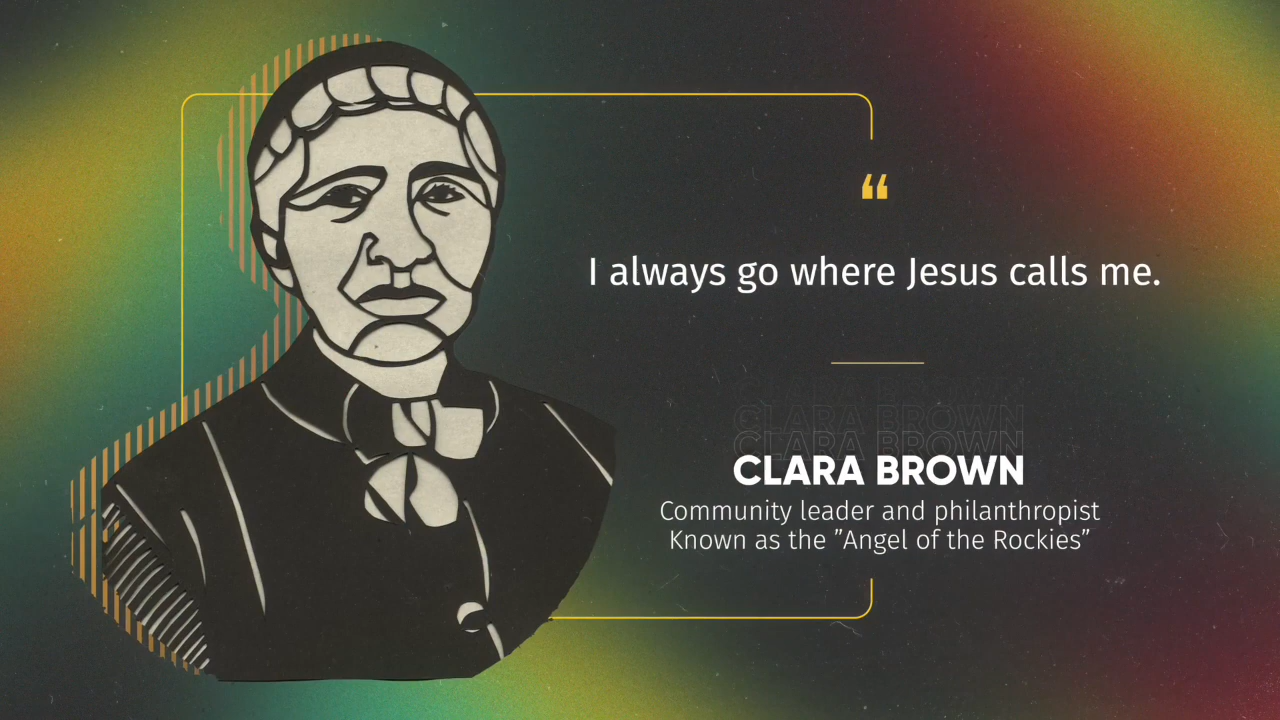 “
I always go where Jesus calls me.
CLARA BROWN
CLARA BROWN
CLARA BROWN
Community leader and philanthropist
Known as the ”Angel of the Rockies”